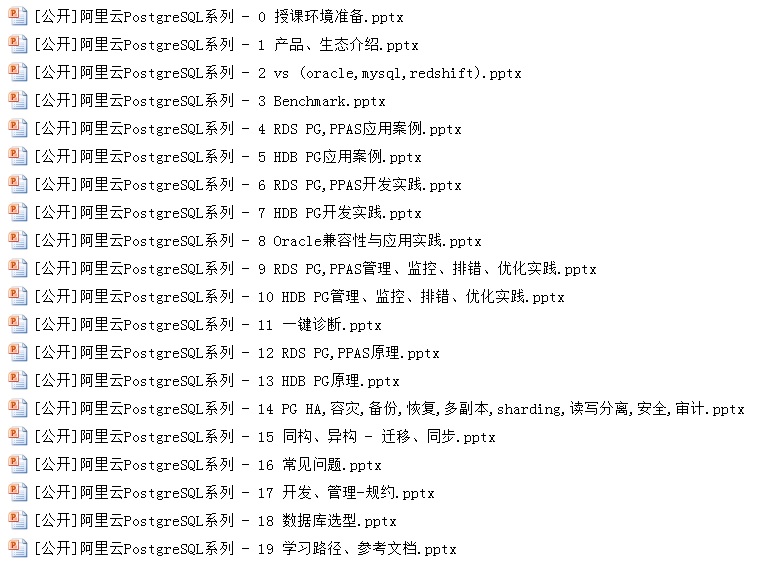 [公开]阿里云PostgreSQL系列 - 0 授课环境准备.pptx
[公开]阿里云PostgreSQL系列 - 1 产品、生态介绍.pptx
[公开]阿里云PostgreSQL系列 - 2 vs (oracle,mysql,redshift).pptx
[公开]阿里云PostgreSQL系列 - 3 Benchmark.pptx
[公开]阿里云PostgreSQL系列 - 4 RDS PG,PPAS应用案例.pptx
[公开]阿里云PostgreSQL系列 - 5 HDB PG应用案例.pptx
[公开]阿里云PostgreSQL系列 - 6 RDS PG,PPAS开发实践.pptx
[公开]阿里云PostgreSQL系列 - 7 HDB PG开发实践.pptx
[公开]阿里云PostgreSQL系列 - 8 Oracle兼容性与应用实践.pptx
[公开]阿里云PostgreSQL系列 - 9 RDS PG,PPAS管理、监控、排错、优化实践.pptx
[公开]阿里云PostgreSQL系列 - 10 HDB PG管理、监控、排错、优化实践.pptx
[公开]阿里云PostgreSQL系列 - 11 一键诊断.pptx
[公开]阿里云PostgreSQL系列 - 12 RDS PG,PPAS原理.pptx
[公开]阿里云PostgreSQL系列 - 13 HDB PG原理.pptx
[公开]阿里云PostgreSQL系列 - 14 PG HA,容灾,备份,恢复,多副本,sharding,读写分离,安全,审计.pptx
[公开]阿里云PostgreSQL系列 - 15 同构、异构 - 迁移、同步.pptx
[公开]阿里云PostgreSQL系列 - 16 常见问题.pptx
[公开]阿里云PostgreSQL系列 - 17 开发、管理-规约.pptx
[公开]阿里云PostgreSQL系列 - 18 数据库选型.pptx
[公开]阿里云PostgreSQL系列 - 19 学习路径、参考文档.pptx